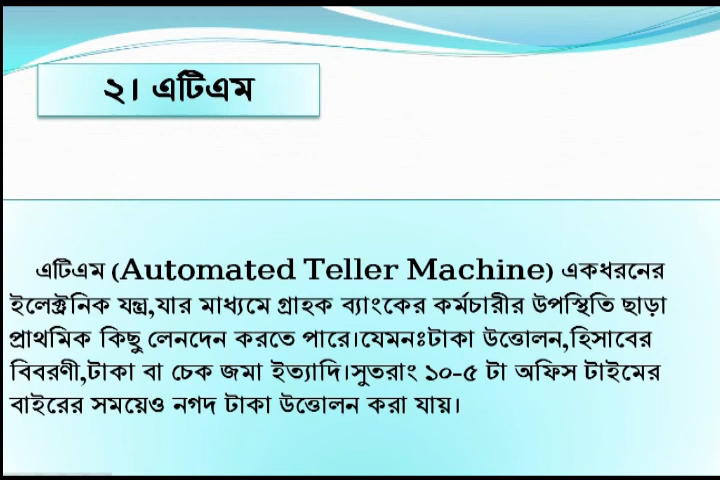 ২। এটিএম
এটিএম (Automated Teller Machine) একধরনের
ইলেক্ট্রনিক যন্ত্র,যার মাধ্যমে গ্রাহক ব্যাংকের কর্মচারীর উপস্থিতি ছাড়া
প্রাথমিক কিছু লেনদেন করতে পারে।যেমনঃটাকা উত্তোলন,হিসাবের
বিবরণী,টাকা বা চেক জমা ইত্যাদি।সুতরাং ১০-৫ টা অফিস টাইমের
বাইরের সময়েও নগদ টাকা উত্তোলন করা যায়।